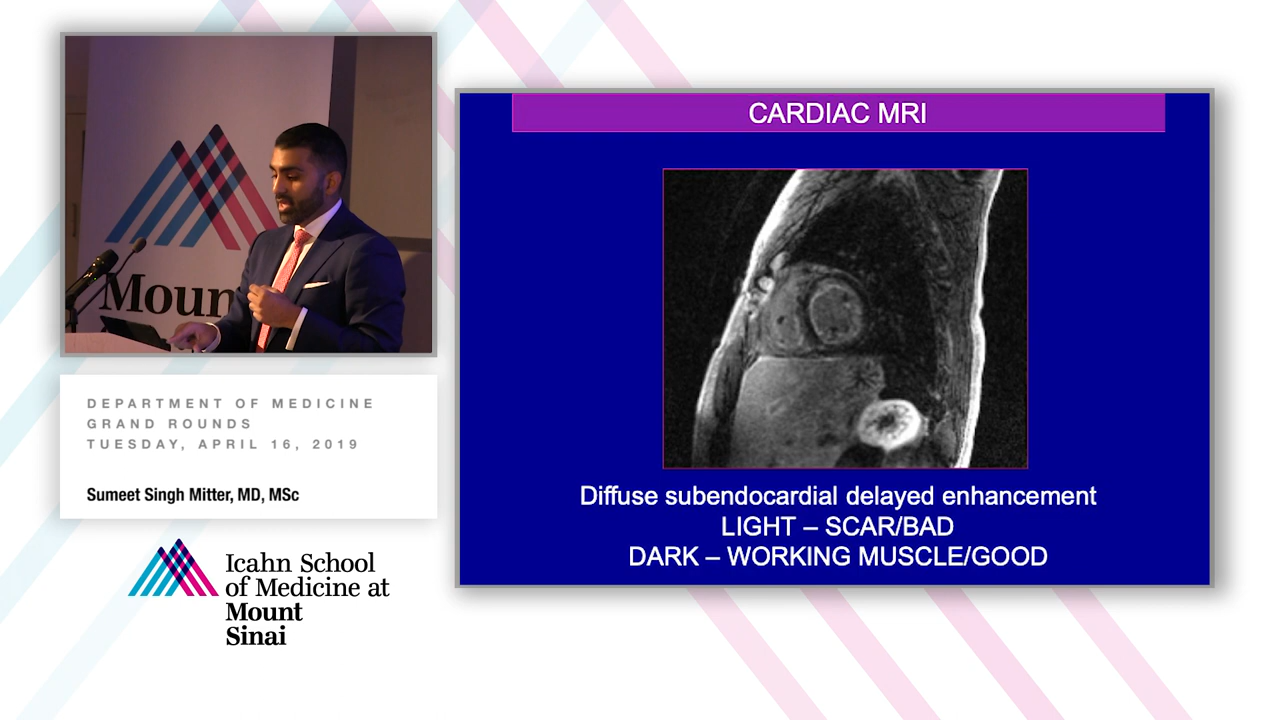 Moun
DEPARTMENT OF MEDICINE
GRAND ROUNDS
TUESDAY, APRIL 16, 2019
Sumeet Singh Mitter, MD, MSc
Icahn School
of Medicine at
Mount
Sinai
CARDIAC MRI
Diffuse subendocardial delayed enhancement
LIGHT – SCAR/BAD
DARK – WORKING MUSCLE/GOOD